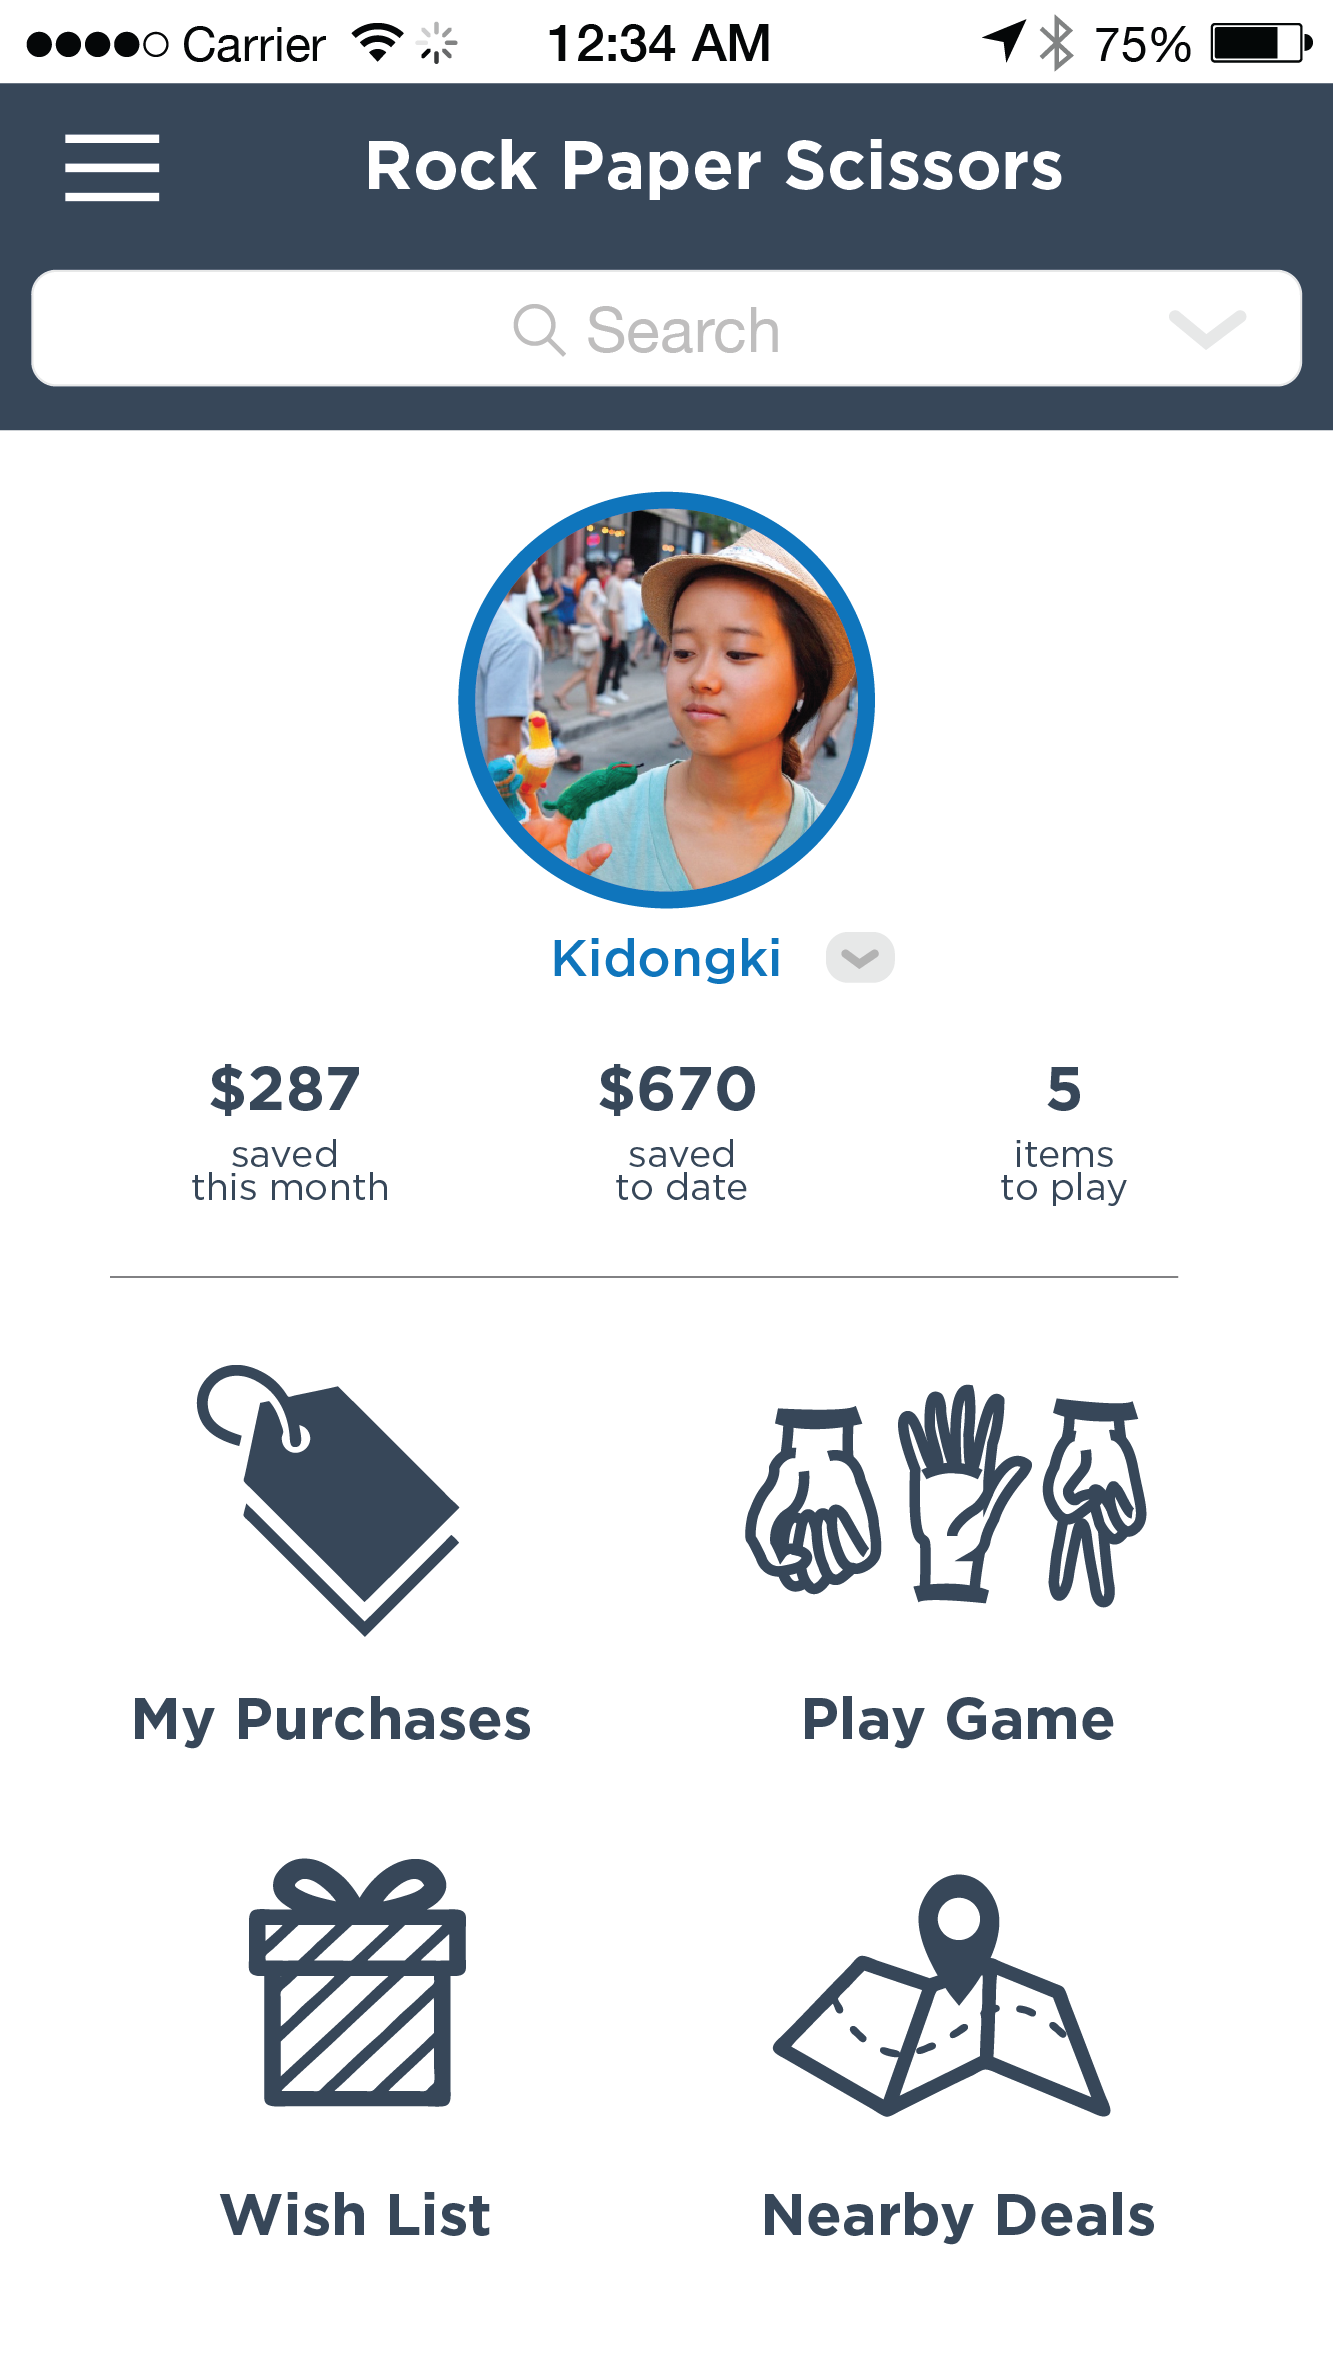 Carrier 12:34 AM 75%
Rock Paper Scissors
Search
Kidongki
$287 $670 5
saved saved items
this month to date to play
My Purchases Play Game
Wish List Nearby Deals